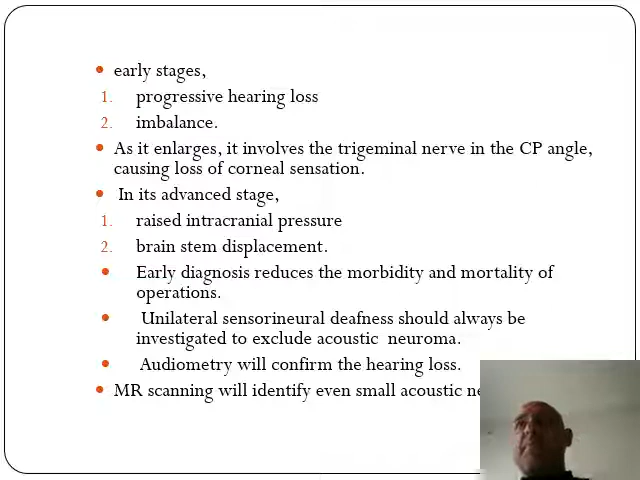 • early stages,
1. progressive hearing loss
2. imbalance.
• As it enlarges, it involves the trigeminal nerve in the CP angle,
causing loss of corneal sensation.
• In its advanced stage,
1. raised intracranial pressure
2. brain stem displacement.
• Early diagnosis reduces the morbidity and mortality of
operations.
• Unilateral sensorineural deafness should always be
investigated to exclude acoustic neuroma.
• Audiometry will confirm the hearing loss.
• MR scanning will identify even small acoustic